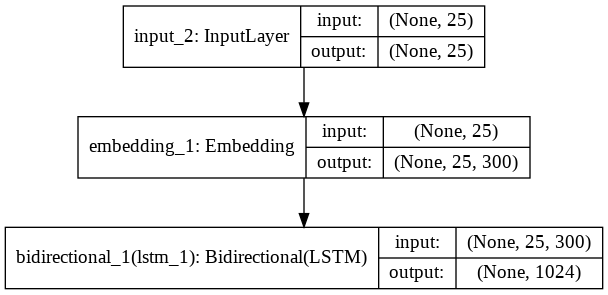 input_2: InputLayer
input: (None, 25)
output: (None, 25)
embedding_1: Embedding
input: (None, 25)
output: (None, 25, 300)
bidirectional_1(lstm_1): Bidirectional(LSTM)
input: (None, 25, 300)
output: (None, 1024)